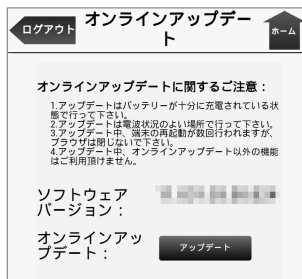 ログアウト
オンラインアップデー
ト
ホーム
オンラインアップデートに関するご注意：
1.アップデートはバッテリーが十分に充電されている状
態で行って下さい。
2.アップデートは電波状況のよい場所で行って下さい。
3.アップデート中、端末の再起動が数回行われますが、
ブラウザは閉じないで下さい。
4.アップデート中、オンラインアップデート以外の機能
はご利用頂けません。
ソフトウェア
バージョン：
オンラインアッ
プデート：
アップデート